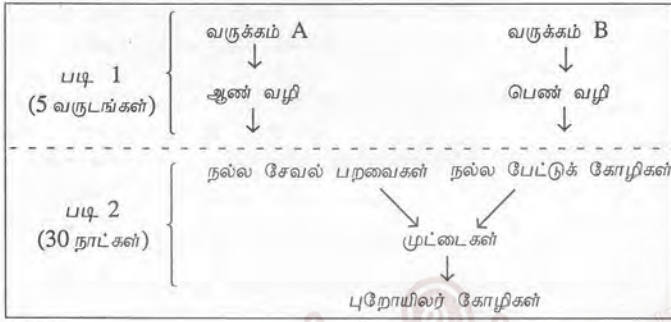 வருக்கம் A வருக்கம் B
படி 1
(5 வருடங்கள்)
ஆண் வழி பெண் வழி
நல்ல சேவல் பறவைகள் நல்ல பேட்டுக் கோழிகள்
படி 2
(30 நாட்கள்)
முட்டைகள்
புறோயிலர் கோழிகள்